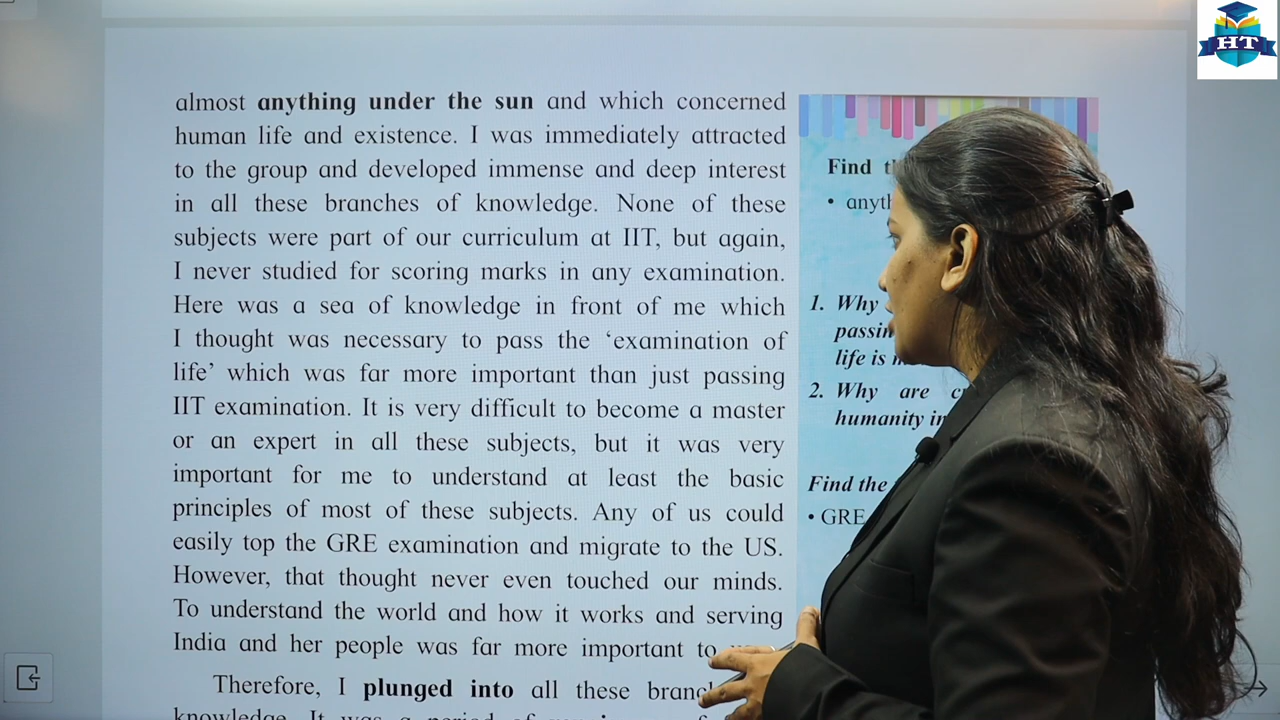 almost anything under the sun and which concerned
human life and existence. I was immediately attracted
to the group and developed immense and deep interest
in all these branches of knowledge. None of these
subjects were part of our curriculum at IIT, but again,
I never studied for scoring marks in any examination.
Here was a sea of knowledge in front of me which
I thought was necessary to pass the ‘examination of
life’ which was far more important than just passing
IIT examination. It is very difficult to become a master
or an expert in all these subjects, but it was very
important for me to understand at least the basic
principles of most of these subjects. Any of us could
easily top the GRE examination and migrate to the US.
However, that thought never even touched our minds.
To understand the world and how it works and serving
India and her people was far more important to
Therefore, I plunged into all these
knowledge. It was a period of
Find
• 
1. Why
life is
2. Why are
humanity
Find the
• GRE
HT